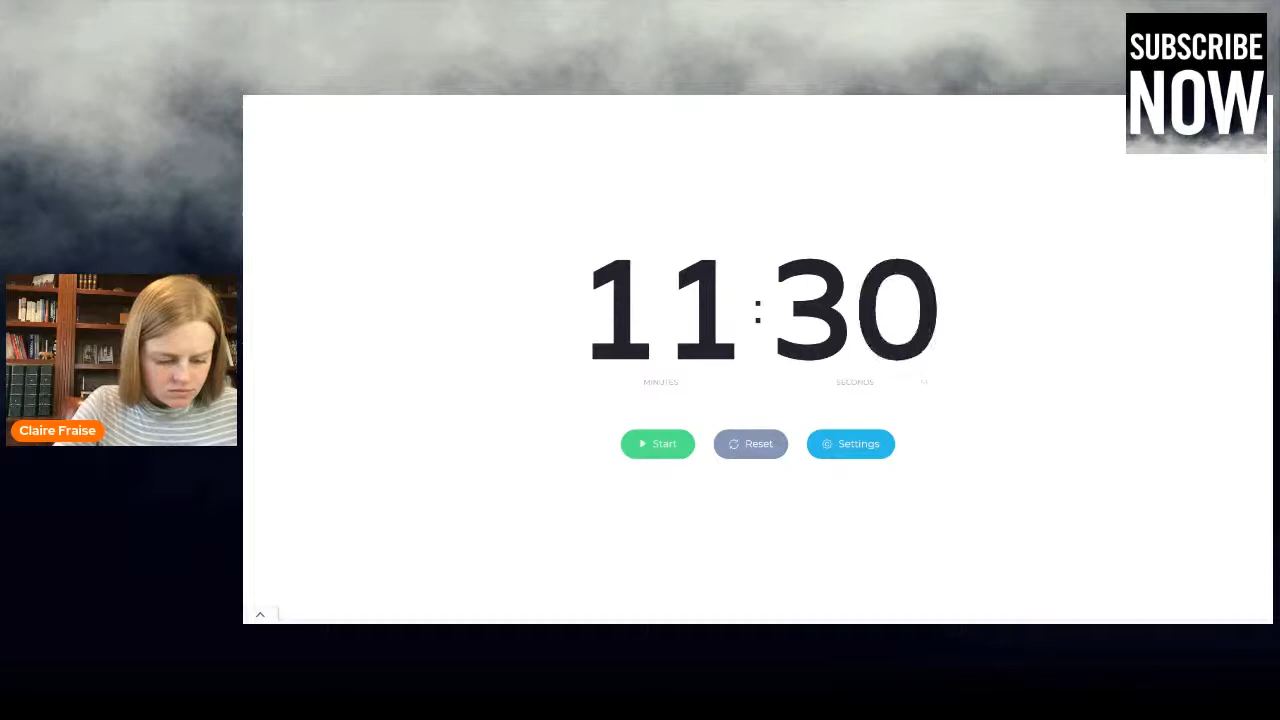 SUBSCRIBE
NOW
11:30
MINUTES SECONDS
Start Reset Settings
Claire Fraise